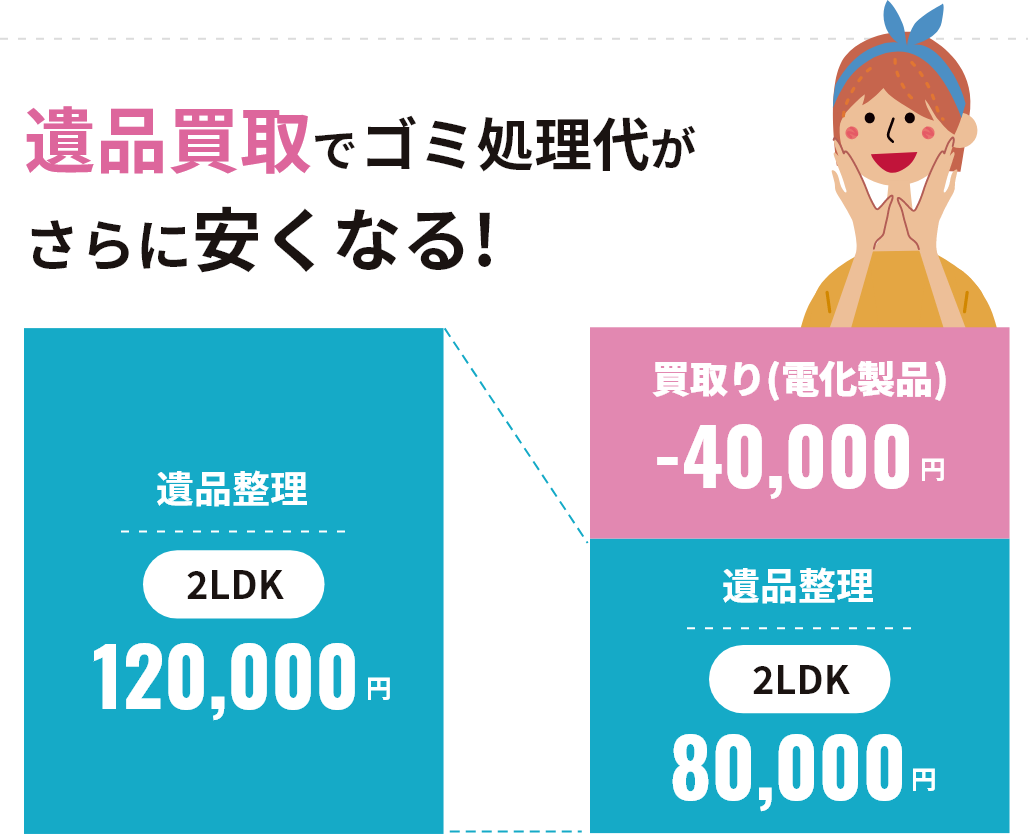 遺品買取でゴミ処理代が
さらに安くなる!
遺品整理
2LDK
120,000円
買取り(電化製品)
-40,000円
遺品整理
2LDK
80,000円